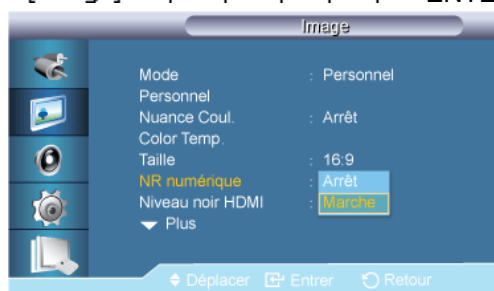 Image
Mode : Personnel
Personnel
Nuance Coul. : Arrêt
Color Temp.
Taille : 16:9
NR numérique : Arrêt
Niveau noir HDMI : Marche
Plus
Déplacer Entrer Retour